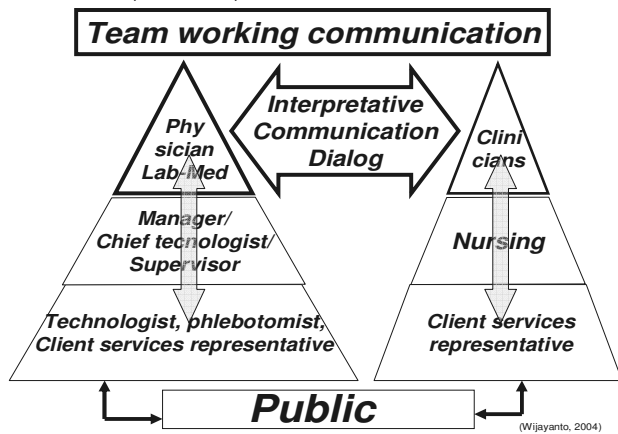 Team working communication
Phy
sician
Lab-Med
Interpretative
Communication
Dialog
Clini
cians
Manager/
Chief tecnologist/
Supervisor
Nursing
Technologist, phlebotomist,
Client services representative
Client services
representative
Public
(Wijayanto, 2004)